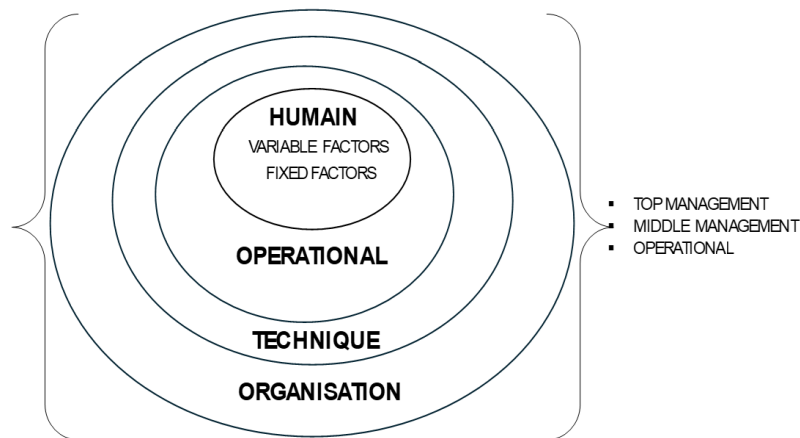 HUMAIN
VARIABLE FACTORS
FIXED FACTORS
OPERATIONAL
TECHNIQUE
ORGANISATION
▪ TOP MANAGEMENT
▪ MIDDLE MANAGEMENT
▪ OPERATIONAL